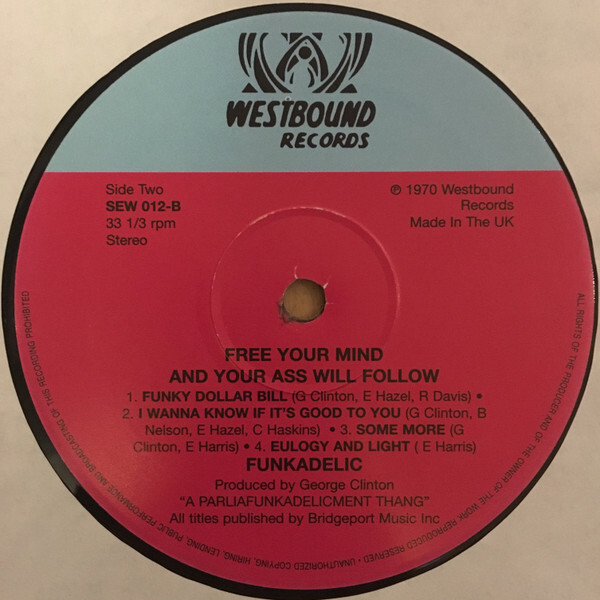 WESTBOUND
RECORDS
Side Two
SEW 012-B
33 1/3 rpm
Stereo
℗ 1970 Westbound
Records
Made In The UK
FREE YOUR MIND
AND YOUR ASS WILL FOLLOW
1. FUNKY DOLLAR BILL (G Clinton, E Hazel, R Davis) •
2. I WANNA KNOW IF IT'S GOOD TO YOU (G Clinton, B
Nelson, E Hazel, C Haskins) • 3. SOME MORE (G
Clinton, E Harris) • 4. EULOGY AND LIGHT ( E Harris)
FUNKADELIC
Produced by George Clinton
"A PARLIAFUNKADELICMENT THANG"
All titles published by Bridgeport Music Inc
ALL RIGHTS OF THE PRODUCER AND OF THE OWNER OF THE WORK REPRODUCED RESERVED • UNAUTHORIZED COPYING, HIRING, LENDING, PUBLIC PERFORMANCE AND BROADCASTING OF THIS RECORDING PROHIBITED